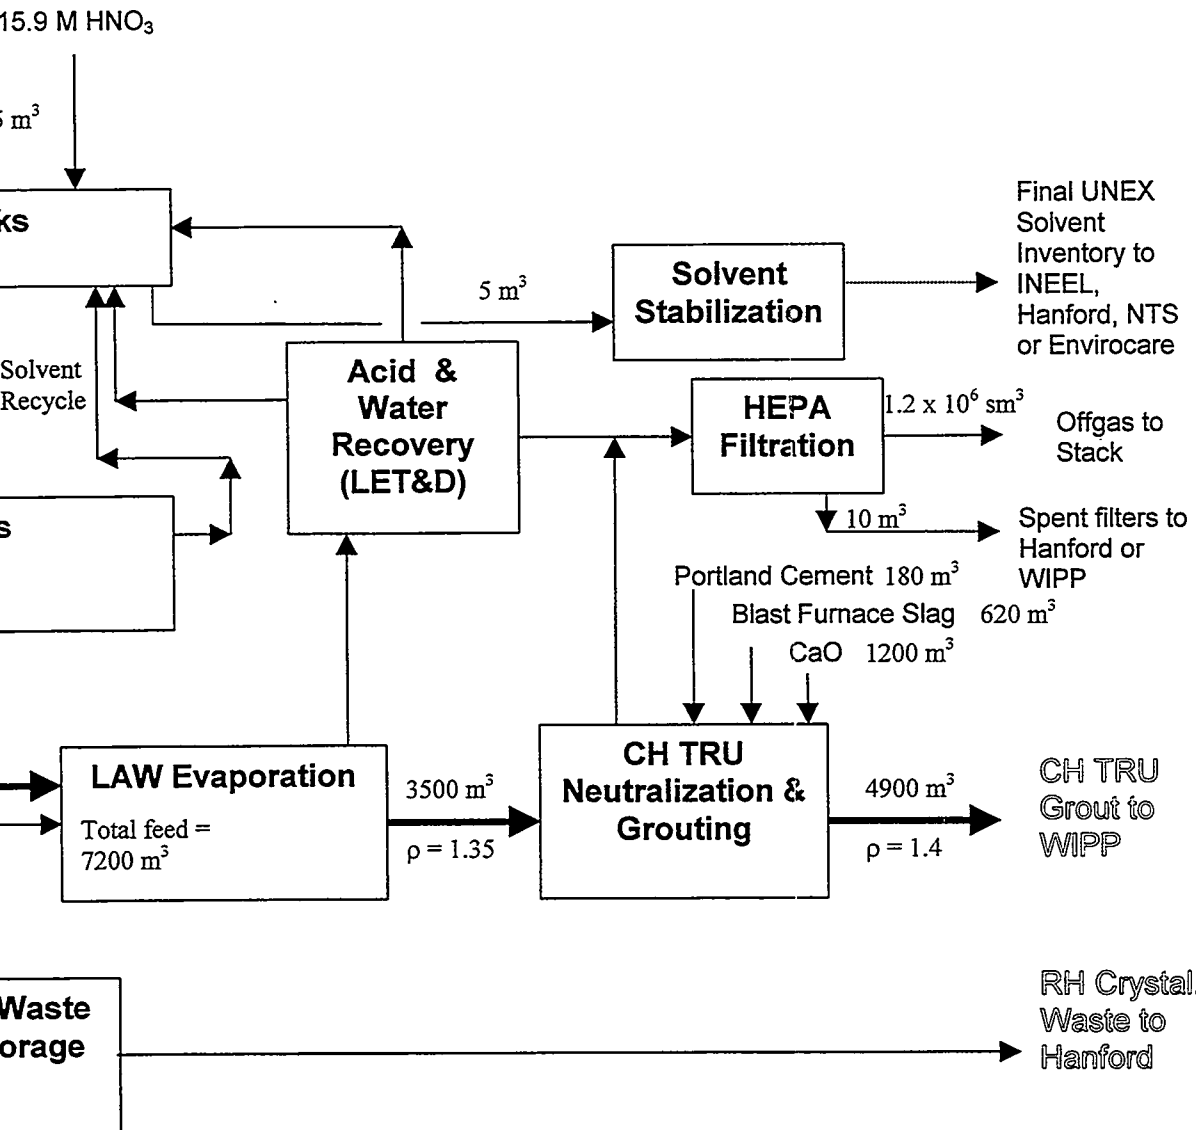 15.9 M HNO₃
5 m³
ks
Final UNEX
Solvent
Inventory to
INEEL,
Hanford, NTS
or Envirocare
Solvent
Stabilization
5 m³
Solvent
Recycle
Acid &
Water
Recovery
(LET&D)
HEPA
Filtration
1.2 x 10⁶ sm³
Offgas to
Stack
10 m³
Spent filters to
Hanford or
WIPP
s
Portland Cement 180 m³
Blast Furnace Slag 620 m³
CaO 1200 m³
LAW Evaporation
Total feed =
7200 m³
3500 m³
ρ = 1.35
CH TRU
Neutralization &
Grouting
4900 m³
ρ = 1.4
CH TRU
Grout to
WIPP
Waste
orage
RH Crystal.
Waste to
Hanford